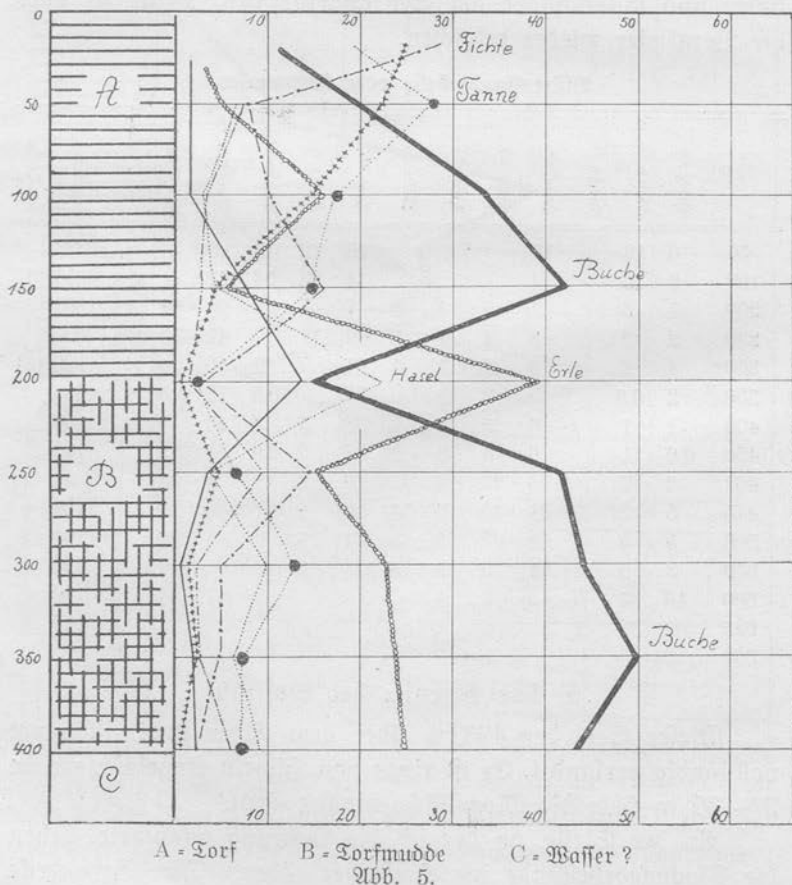 0 10 20 30 40 50 60
Fichte
A
Tanne
50
100
Buche
150
Hasel Erle
200
B
250
300
Buche
350
400
C
10 20 30 40 50 60
A = Torf B = Torfmudde C = Wasser ?
Abb. 5.